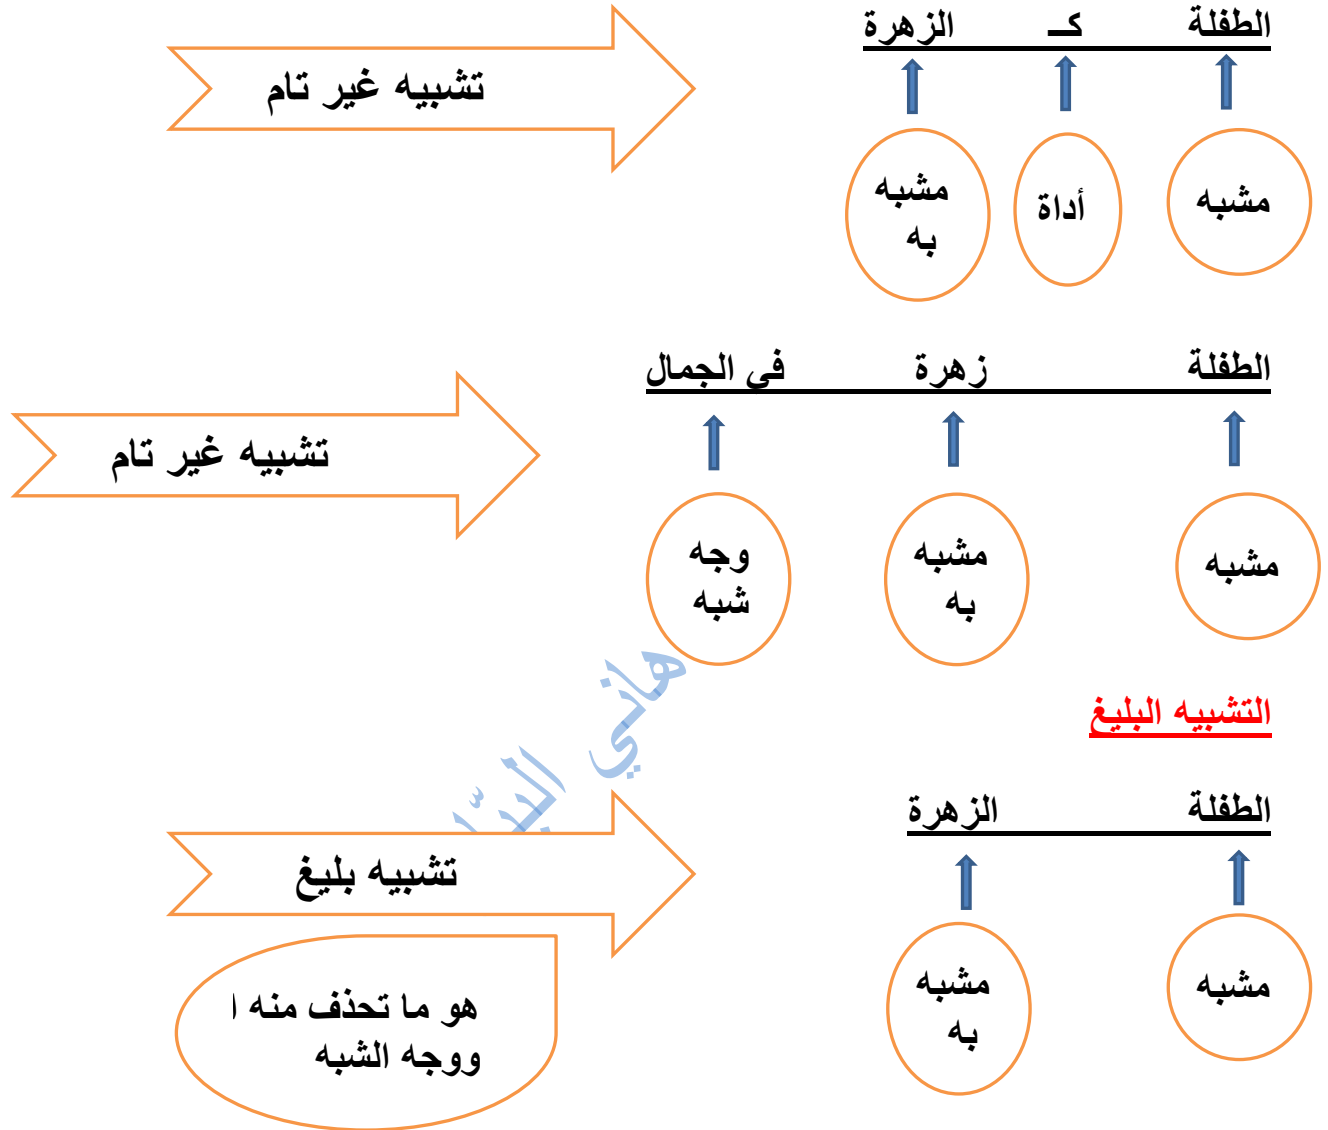 الطفلة كـ الزهرة
تشبيه غير تام
مشبه
أداة
مشبه
به
الطفلة زهرة في الجمال
تشبيه غير تام
مشبه
مشبه
به
وجه
شبه
هاني
التشبيه البليغ
الطفلة الزهرة
تشبيه بليغ
مشبه
مشبه
به
هو ما تحذف منه ا
ووجه الشبه